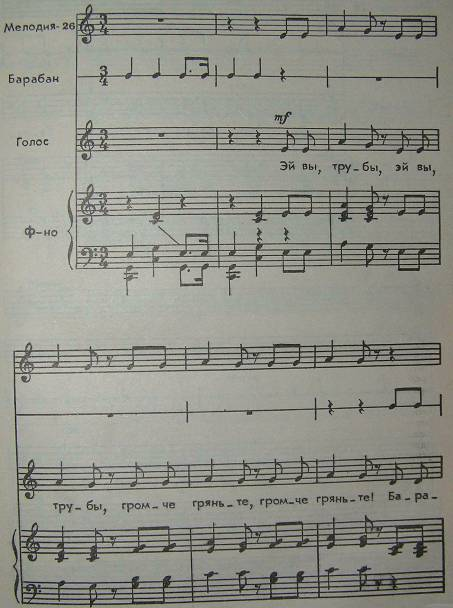 Мелодия-26
Барабан
Голос
mf
Эй вы, тру-бы, эй вы,
Ф-но
тру-бы, гром-че грянь-те, гром-че грянь-те! Ба-ра-